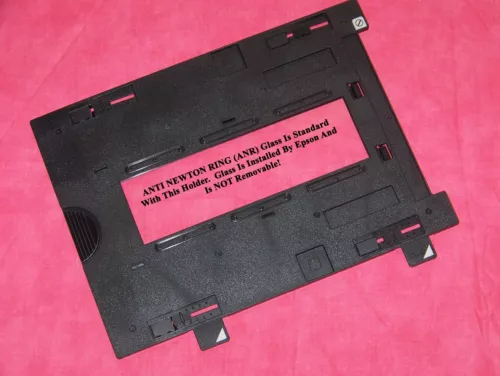 ANTI NEWTON RING (ANR) Glass Is Standard
With This Holder. Glass Is Installed By Epson And
Is NOT Removable!